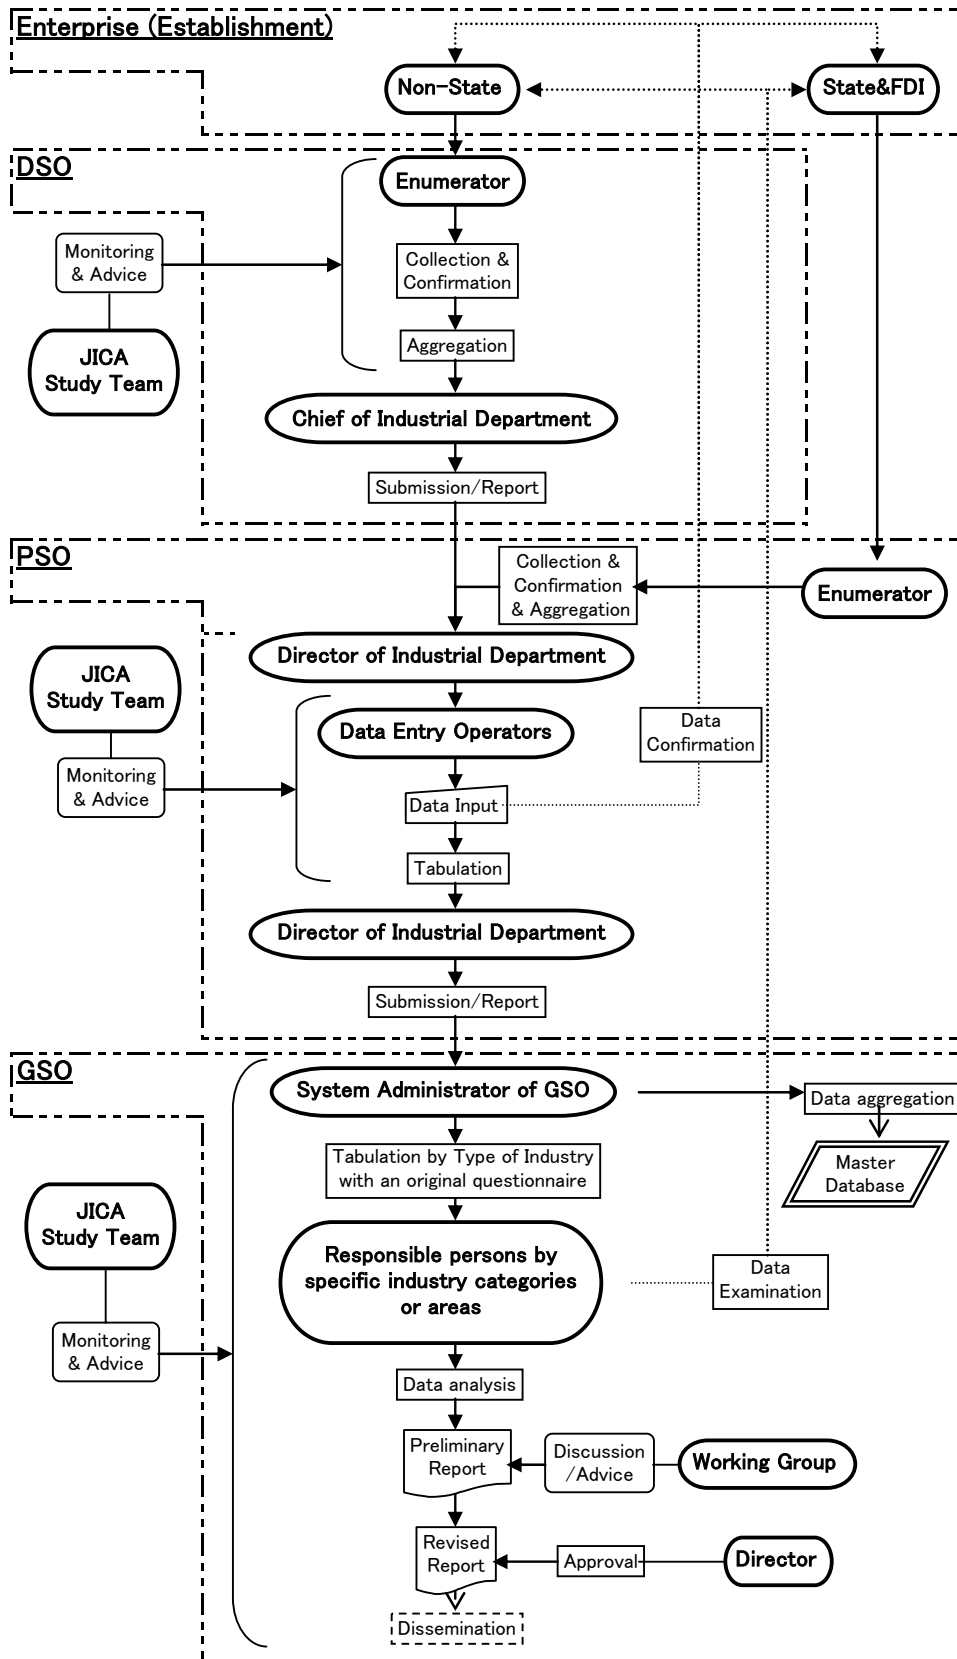 Enterprise (Establishment)
Non-State
State&FDI
DSO
Enumerator
Monitoring
& Advice
Collection &
Confirmation
JICA
Study Team
Aggregation
Chief of Industrial Department
Submission/Report
PSO
Collection &
Confirmation
& Aggregation
Enumerator
Director of Industrial Department
JICA
Study Team
Data Entry Operators
Data
Confirmation
Monitoring
& Advice
Data Input
Tabulation
Director of Industrial Department
Submission/Report
GSO
System Administrator of GSO
Data aggregation
Tabulation by Type of Industry
with an original questionnaire
Master
Database
JICA
Study Team
Responsible persons by
specific industry categories
or areas
Data
Examination
Monitoring
& Advice
Data analysis
Preliminary
Report
Discussion
/Advice
Working Group
Revised
Report
Approval
Director
Dissemination